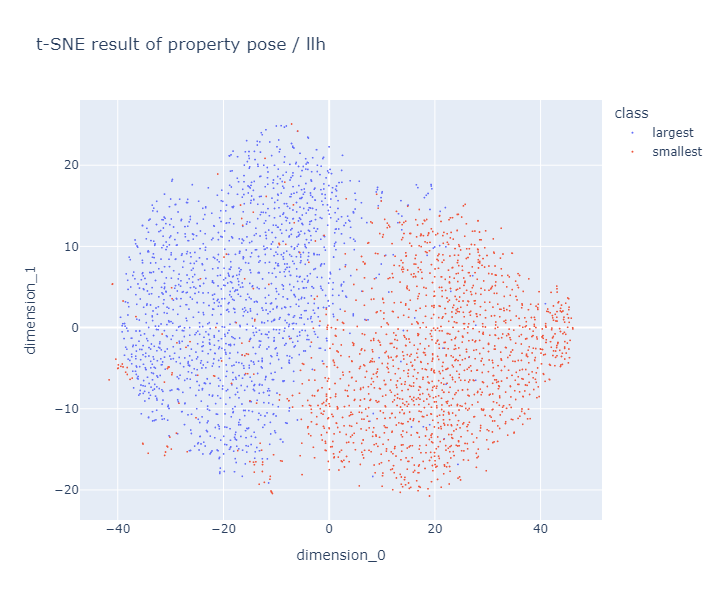 t-SNE result of property pose / llh
class
largest
smallest
20
10
0
−10
−20
dimension_1
−40
−20
0
20
40
dimension_0